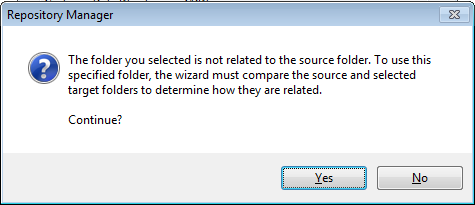 Repository Manager
The folder you selected is not related to the source folder. To use this
specified folder, the wizard must compare the source and selected
target folders to determine how they are related.
Continue?
Yes
No